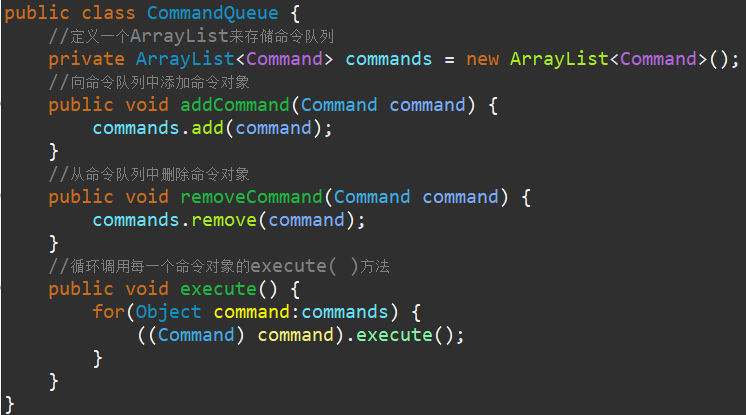 public class CommandQueue {
    //定义一个ArrayList来存储命令队列
    private ArrayList<Command> commands = new ArrayList<Command>();
    //向命令队列中添加命令对象
    public void addCommand(Command command) {
        commands.add(command);
    }
    //从命令队列中删除命令对象
    public void removeCommand(Command command) {
        commands.remove(command);
    }
    //循环调用每一个命令对象的execute( )方法
    public void execute() {
        for(Object command:commands) {
            ((Command) command).execute();
        }
    }
}